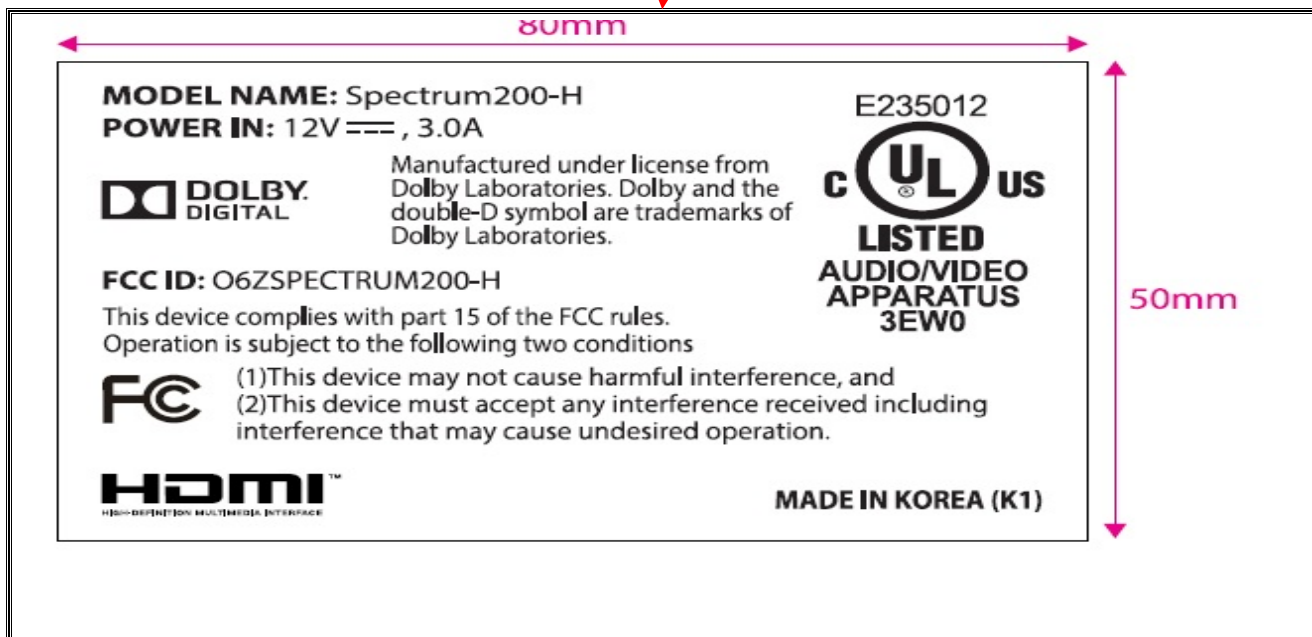 80mm
MODEL NAME: Spectrum200-H
POWER IN: 12V ⎓, 3.0A
DOLBY.
DIGITAL
Manufactured under license from
Dolby Laboratories. Dolby and the
double-D symbol are trademarks of
Dolby Laboratories.
E235012
C UL® US
LISTED
AUDIO/VIDEO
APPARATUS
3EW0
FCC ID: O6ZSPECTRUM200-H
This device complies with part 15 of the FCC rules.
Operation is subject to the following two conditions
FC
(1)This device may not cause harmful interference, and
(2)This device must accept any interference received including
interference that may cause undesired operation.
HDMI™
HIGH-DEFINITION MULTIMEDIA INTERFACE
MADE IN KOREA (K1)
50mm